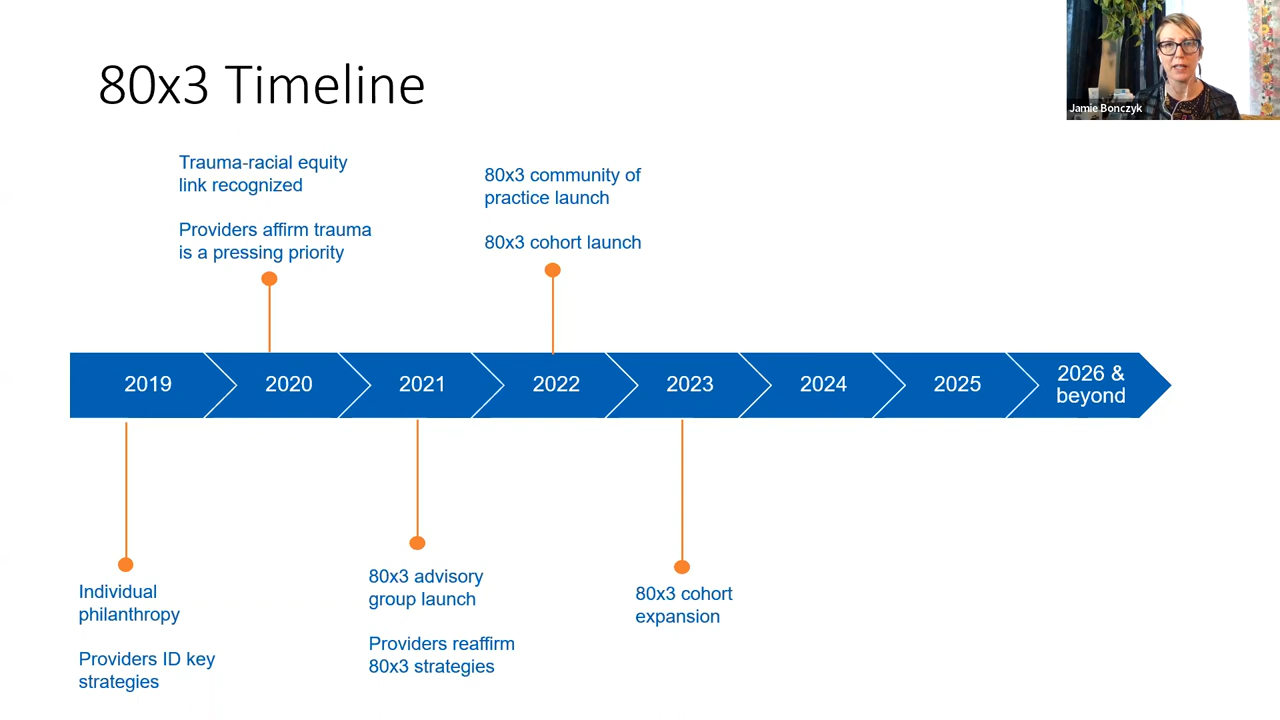 80x3 Timeline
Jamie Bonczyk
Trauma-racial equity
link recognized
Providers affirm trauma
is a pressing priority
80x3 community of
practice launch
80x3 cohort launch
2019
2020
2021
2022
2023
2024
2025
2026 &
beyond
Individual
philanthropy
Providers ID key
strategies
80x3 advisory
group launch
Providers reaffirm
80x3 strategies
80x3 cohort
expansion